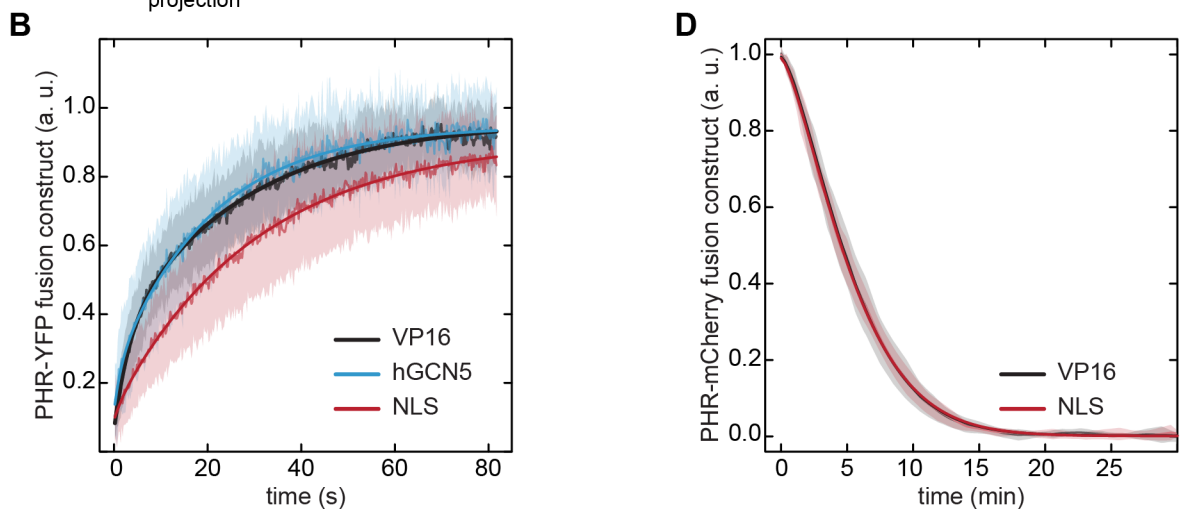 projection
B
PHR-YFP fusion construct (a. u.)
1.0
0.8
0.6
0.4
0.2
VP16
hGCN5
NLS
0 20 40 60 80
time (s)
D
PHR-mCherry fusion construct (a. u.)
1.0
0.8
0.6
0.4
0.2
0.0
VP16
NLS
0 5 10 15 20 25
time (min)